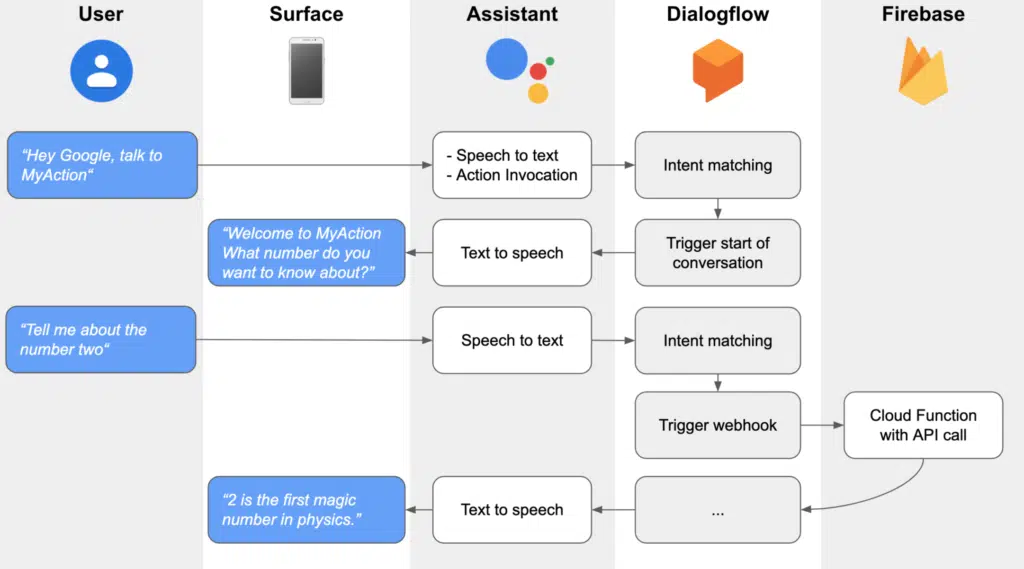 User
Surface
Assistant
Dialogflow
Firebase
“Hey Google, talk to
MyAction“
- Speech to text
- Action Invocation
Intent matching
“Welcome to MyAction
What number do you
want to know about?”
Text to speech
Trigger start of
conversation
“Tell me about the
number two“
Speech to text
Intent matching
Trigger webhook
Cloud Function
with API call
“2 is the first magic
number in physics.”
Text to speech
...